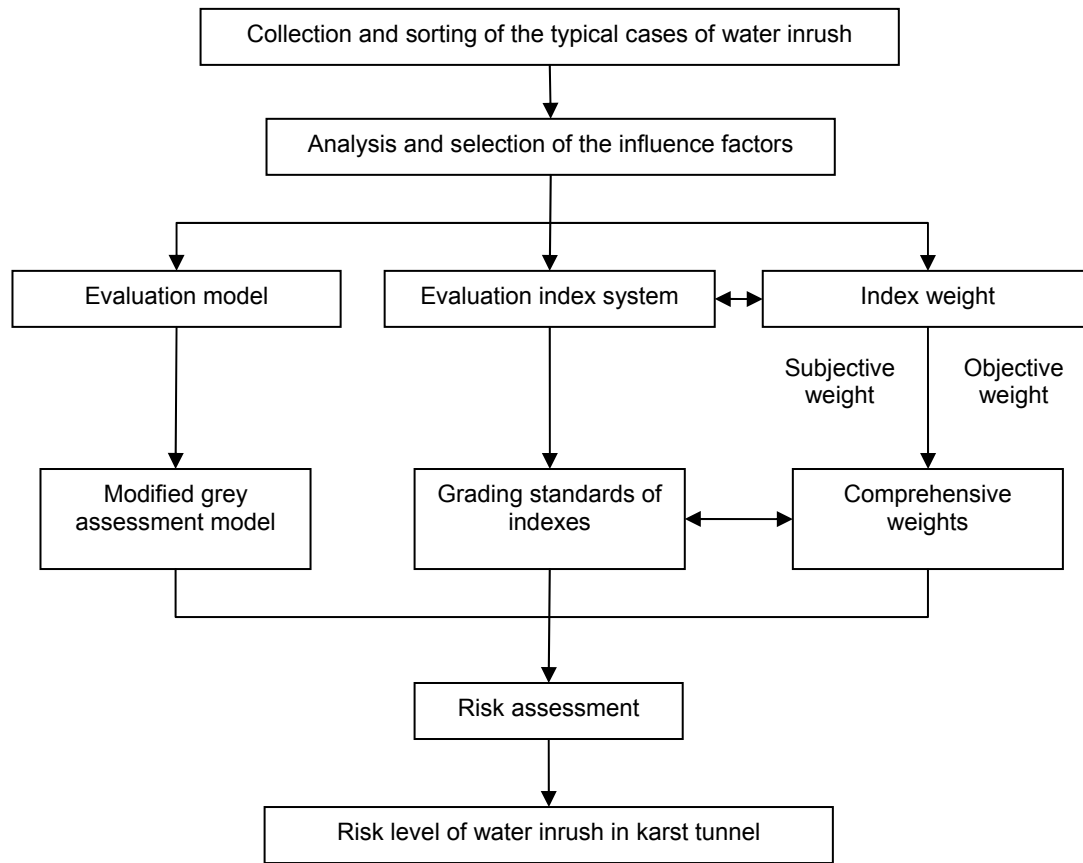 Collection and sorting of the typical cases of water inrush
Analysis and selection of the influence factors
Evaluation model
Evaluation index system
Index weight
Subjective
weight
Objective
weight
Modified grey
assessment model
Grading standards of
indexes
Comprehensive
weights
Risk assessment
Risk level of water inrush in karst tunnel